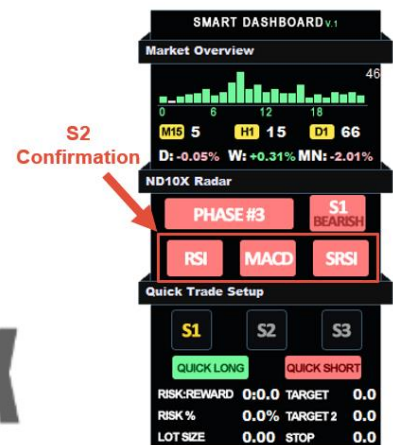 SMART DASHBOARD V.1
Market Overview
46
0 6 12 18
M15 5 H1 15 D1 66
D: -0.05% W: +0.31% MN: -2.01%
S2
Confirmation
ND10X Radar
PHASE #3
S1
BEARISH
RSI MACD SRSI
Quick Trade Setup
S1 S2 S3
QUICK LONG QUICK SHORT
RISK:REWARD 0:0.0 TARGET 0.0
RISK % 0.0% TARGET 2 0.0
LOT SIZE 0.00 STOP 0.0